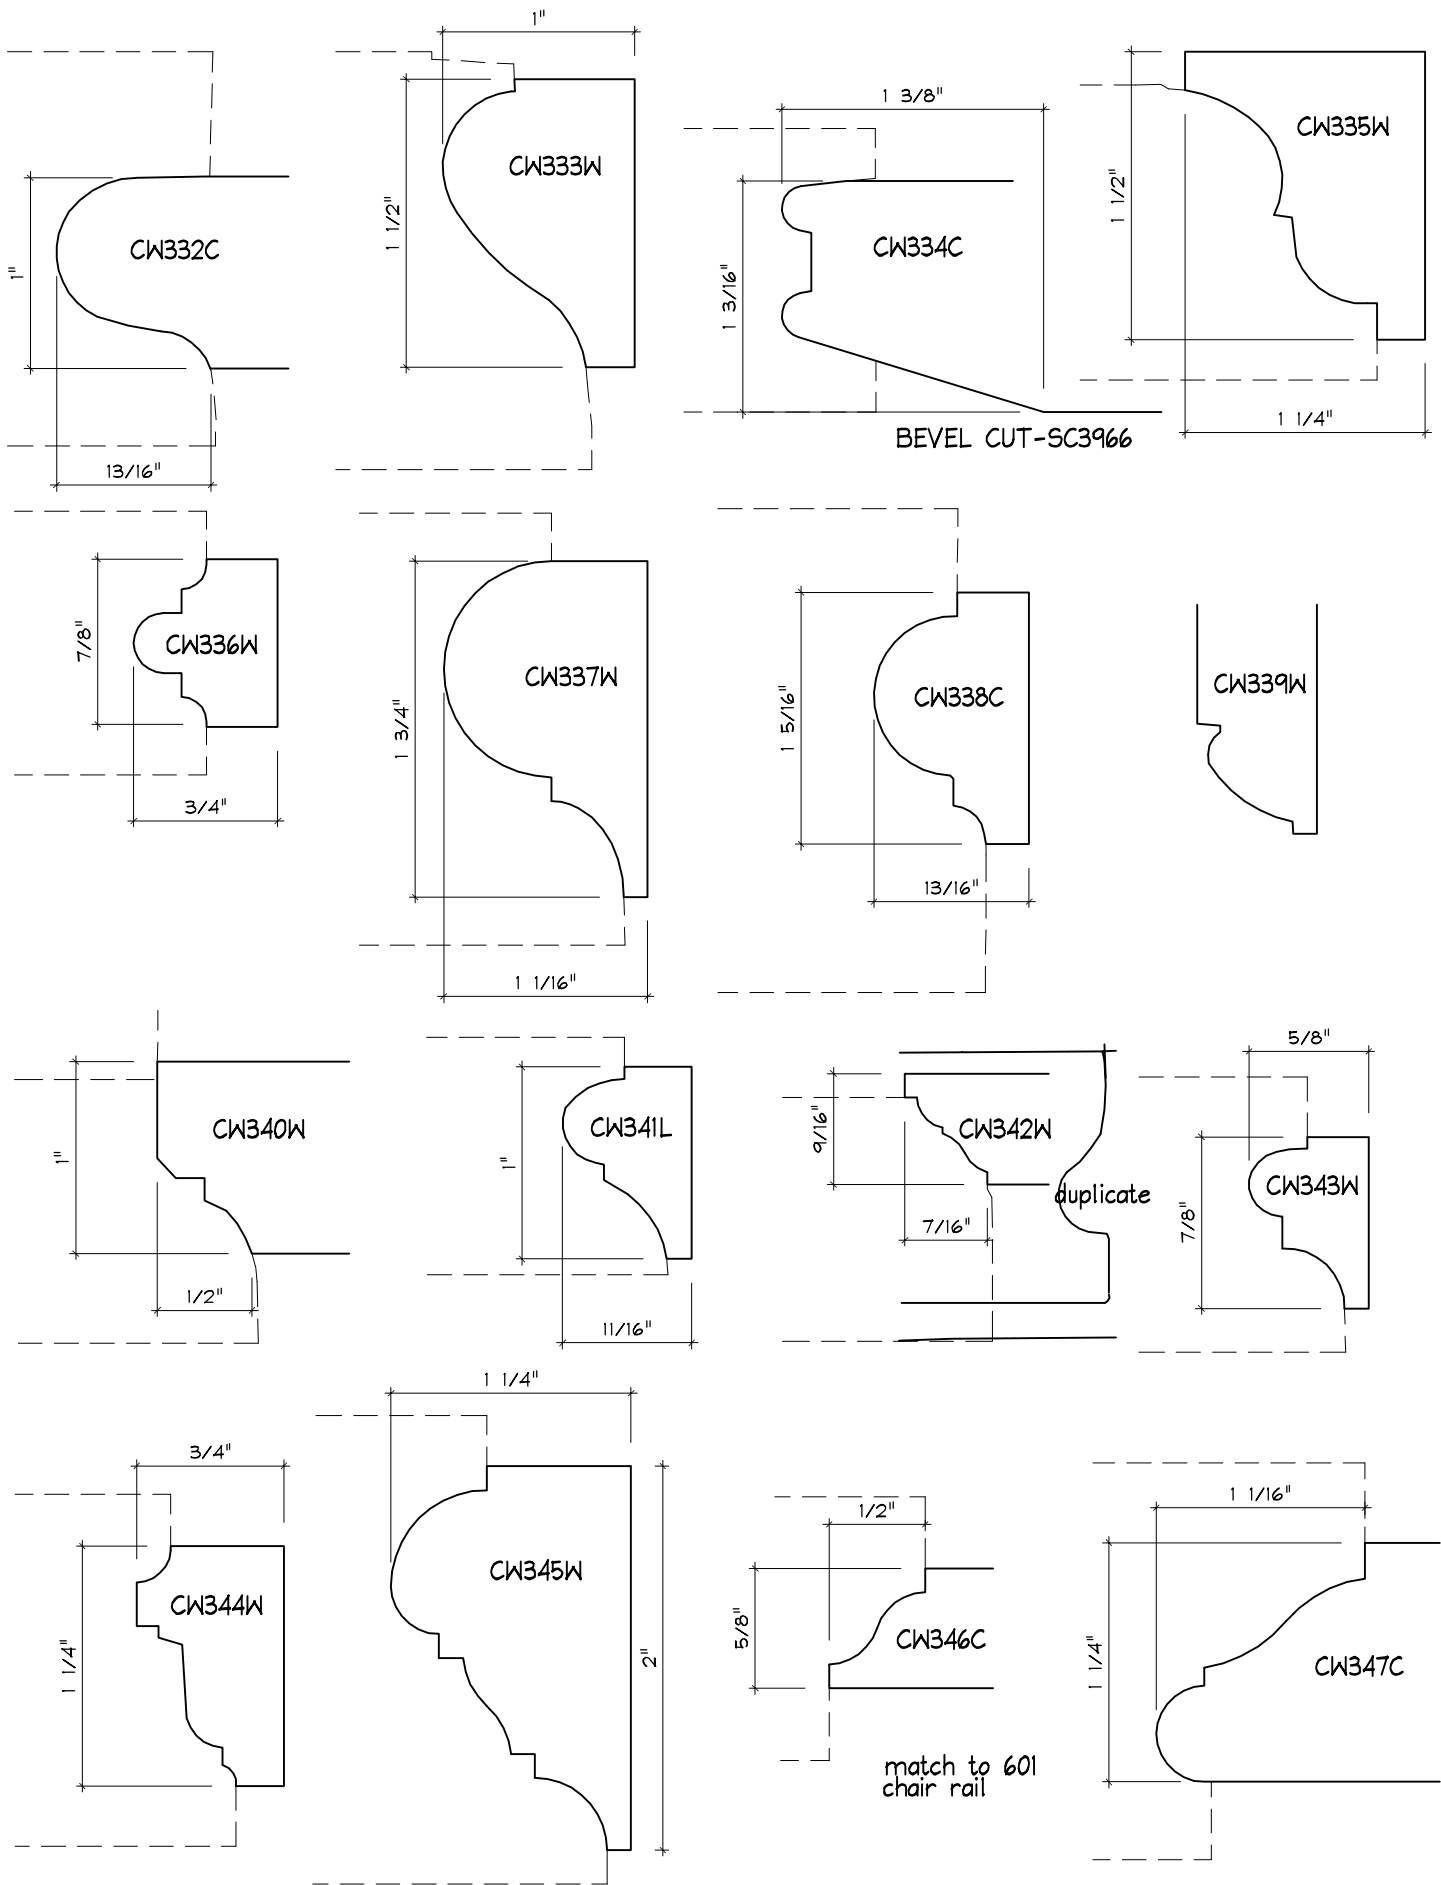 1"
CW332C
1"
13/16"
CW333W
1 1/2"
1 3/8"
CW334C
1 3/16"
BEVEL CUT-SC3966
CW335W
1 1/2"
1 1/4"
7/8"
CW336W
3/4"
CW337W
1 3/4"
1 1/16"
CW338C
1 5/16"
13/16"
CW339W
CW340W
1"
1/2"
CW341L
1"
11/16"
9/16"
CW342W
duplicate
7/16"
5/8"
CW343W
7/8"
3/4"
CW344W
1 1/4"
1 1/4"
CW345W
2"
1/2"
5/8"
CW346C
match to 601
chair rail
1 1/16"
CW347C
1 1/4"